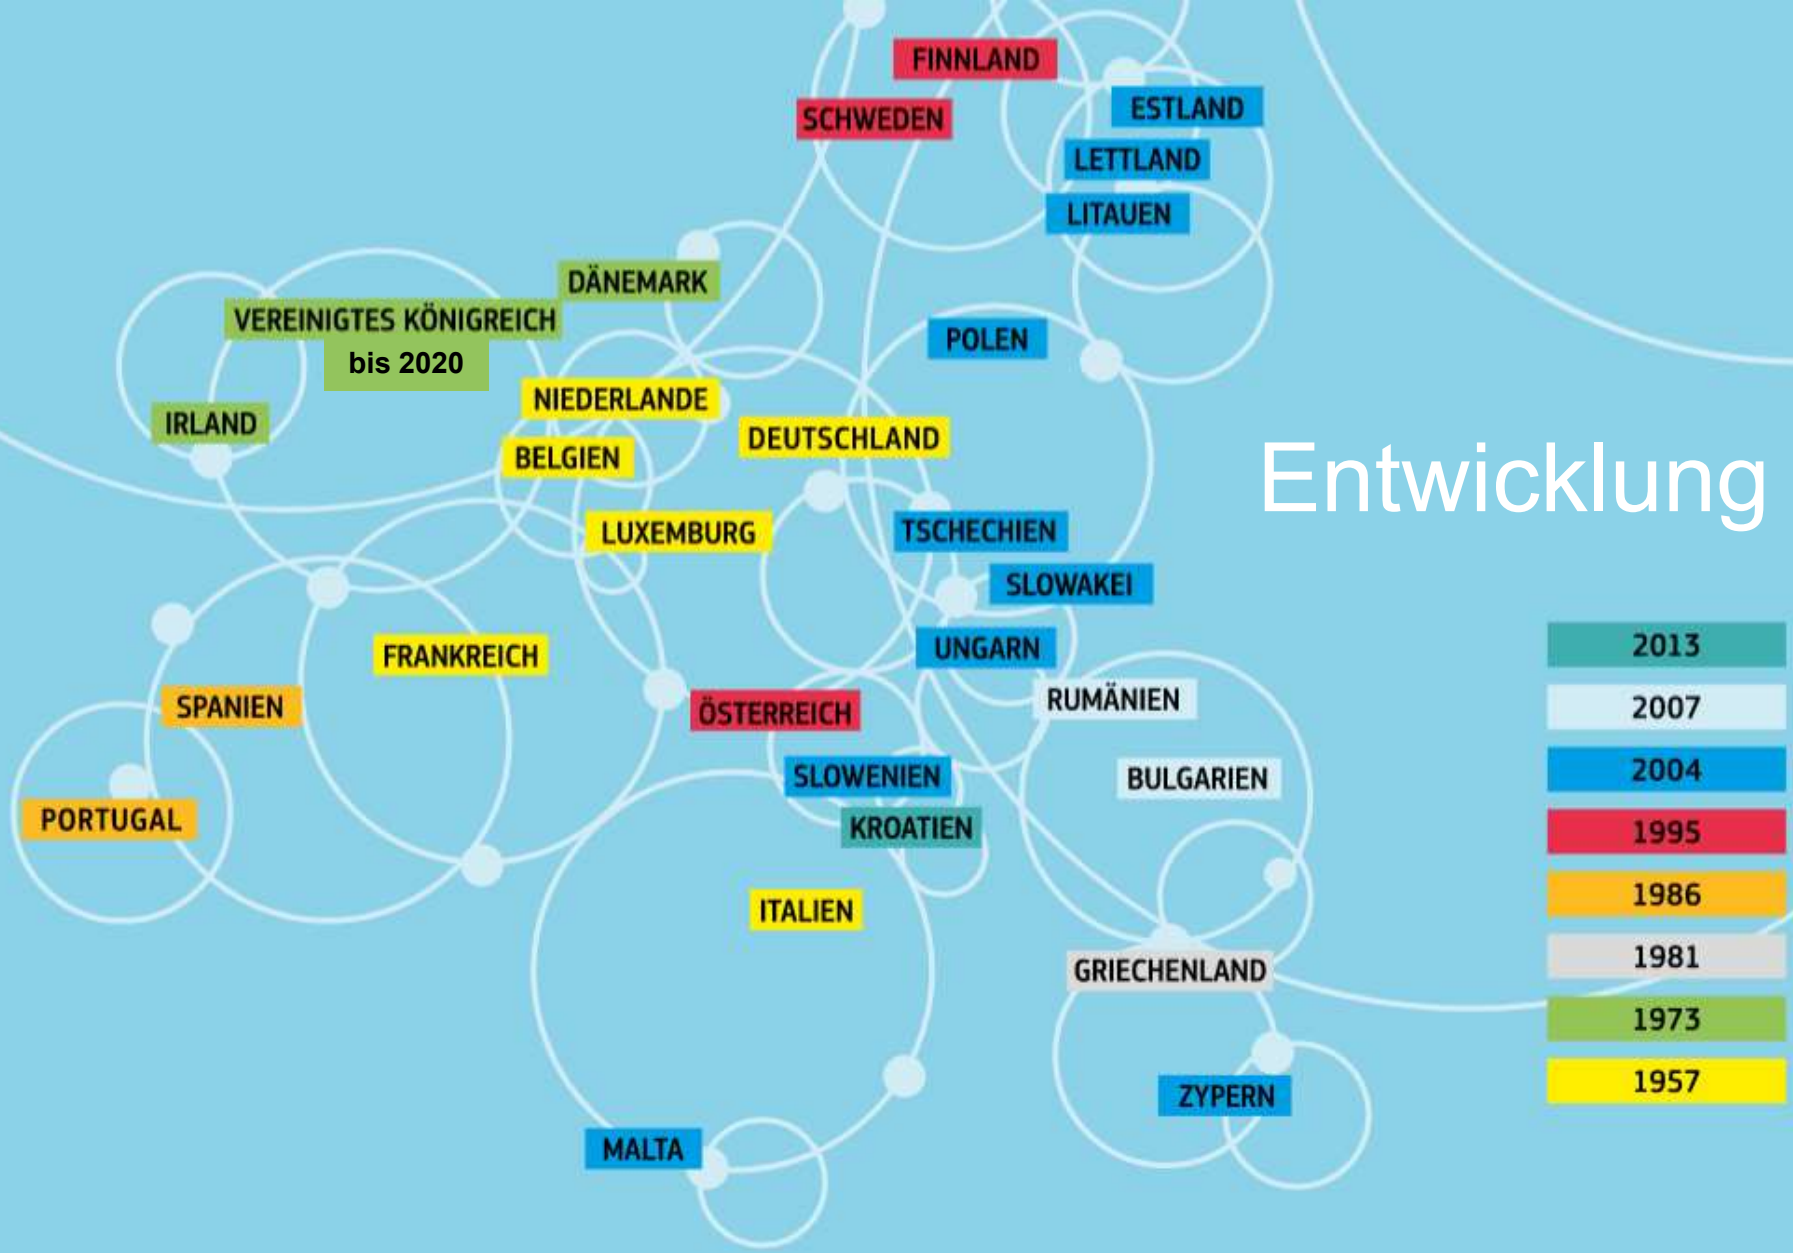 FINNLAND
SCHWEDEN
ESTLAND
LETTLAND
LITAUEN
DÄNEMARK
VEREINIGTES KÖNIGREICH
bis 2020
POLEN
NIEDERLANDE
IRLAND
DEUTSCHLAND
BELGIEN
Entwicklung
LUXEMBURG
TSCHECHIEN
SLOWAKEI
FRANKREICH
UNGARN
SPANIEN
ÖSTERREICH
RUMÄNIEN
SLOWENIEN
BULGARIEN
PORTUGAL
KROATIEN
ITALIEN
GRIECHENLAND
ZYPERN
MALTA
2013
2007
2004
1995
1986
1981
1973
1957